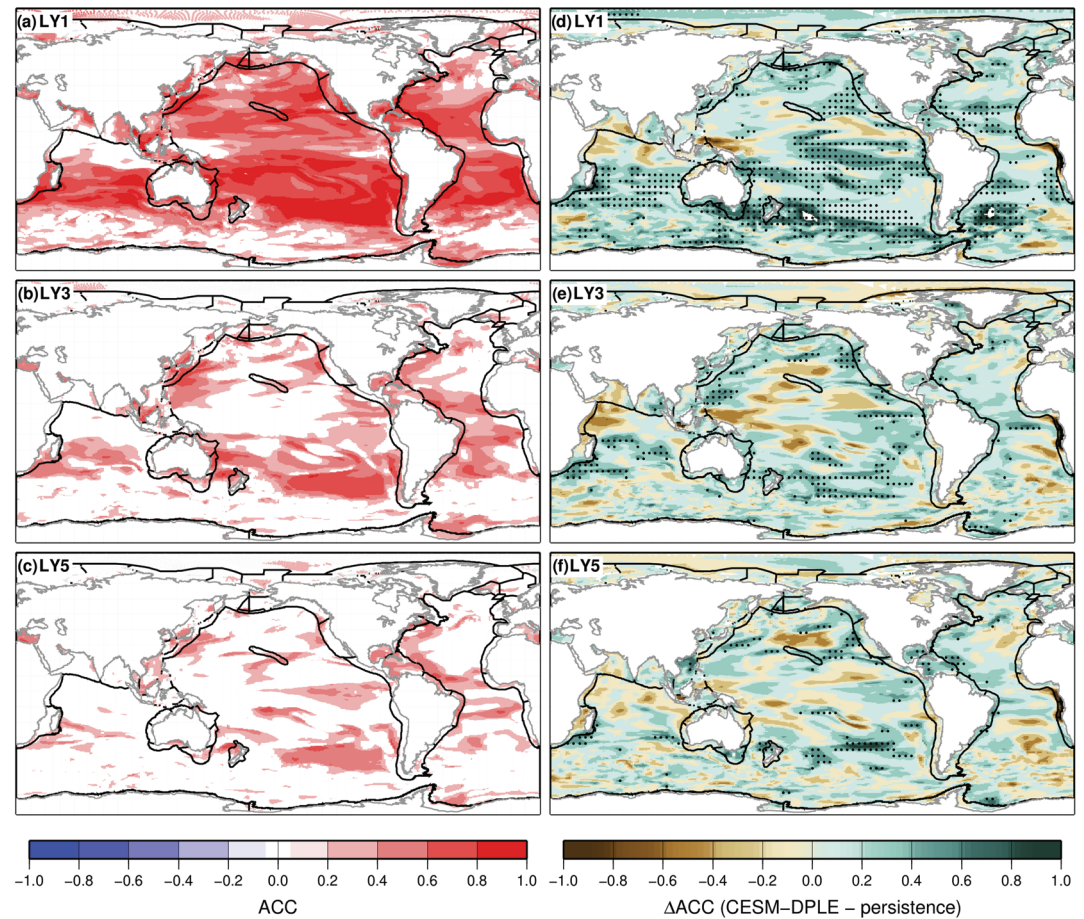 (a) LY1
(d) LY1
(b) LY3
(e) LY3
(c) LY5
(f) LY5
−1.0 −0.8 −0.6 −0.4 −0.2 0.0 0.2 0.4 0.6 0.8 1.0
ACC
−1.0 −0.8 −0.6 −0.4 −0.2 0.0 0.2 0.4 0.6 0.8 1.0
ΔACC (CESM−DPLE − persistence)